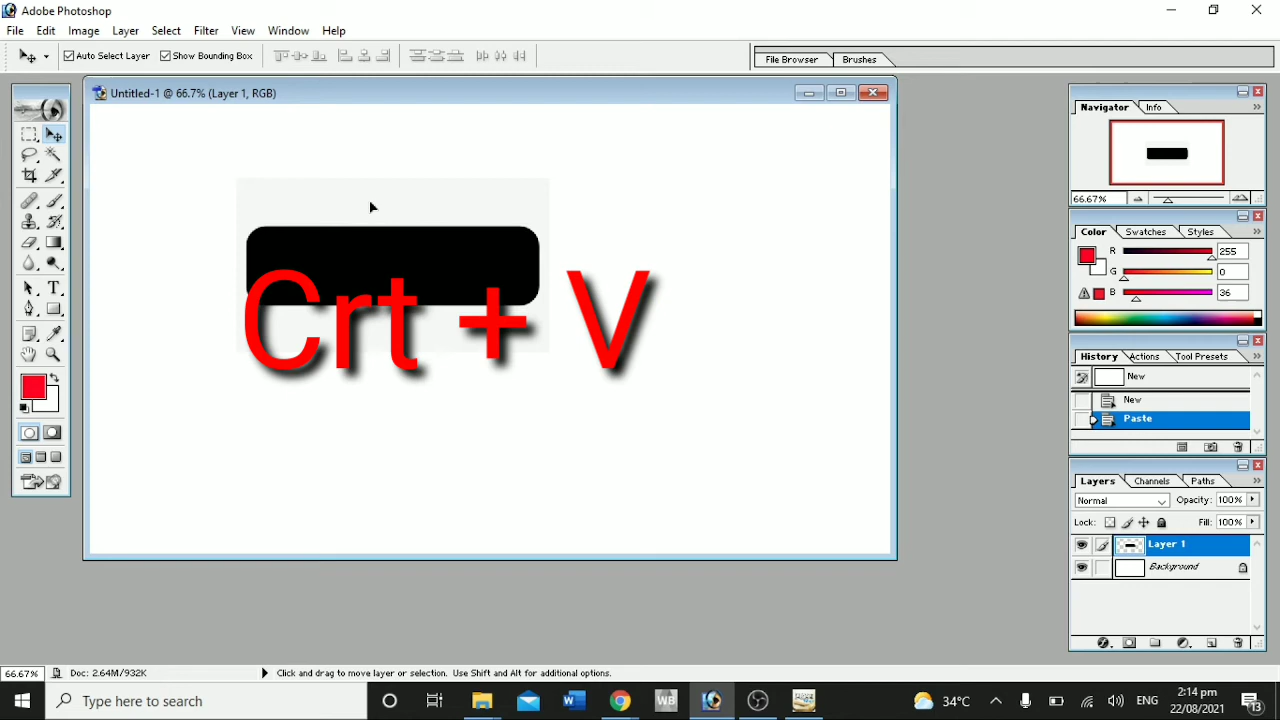 Adobe Photoshop
File Edit Image Layer Select Filter View Window Help
Auto Select Layer Show Bounding Box
File Browser Brushes
Untitled-1 @ 66.7% (Layer 1, RGB)
Crt + V
Navigator Info
66.67%
Color Swatches Styles
R 255
G 0
B 36
History Actions Tool Presets
New
New
Paste
Layers Channels Paths
Normal Opacity: 100%
Lock: Fill: 100%
Layer 1
Background
66.67% Doc: 2.64M/932K Click and drag to move layer or selection. Use Shift and Alt for additional options.
Type here to search
34°C ENG 2:14 pm
22/08/2021
13